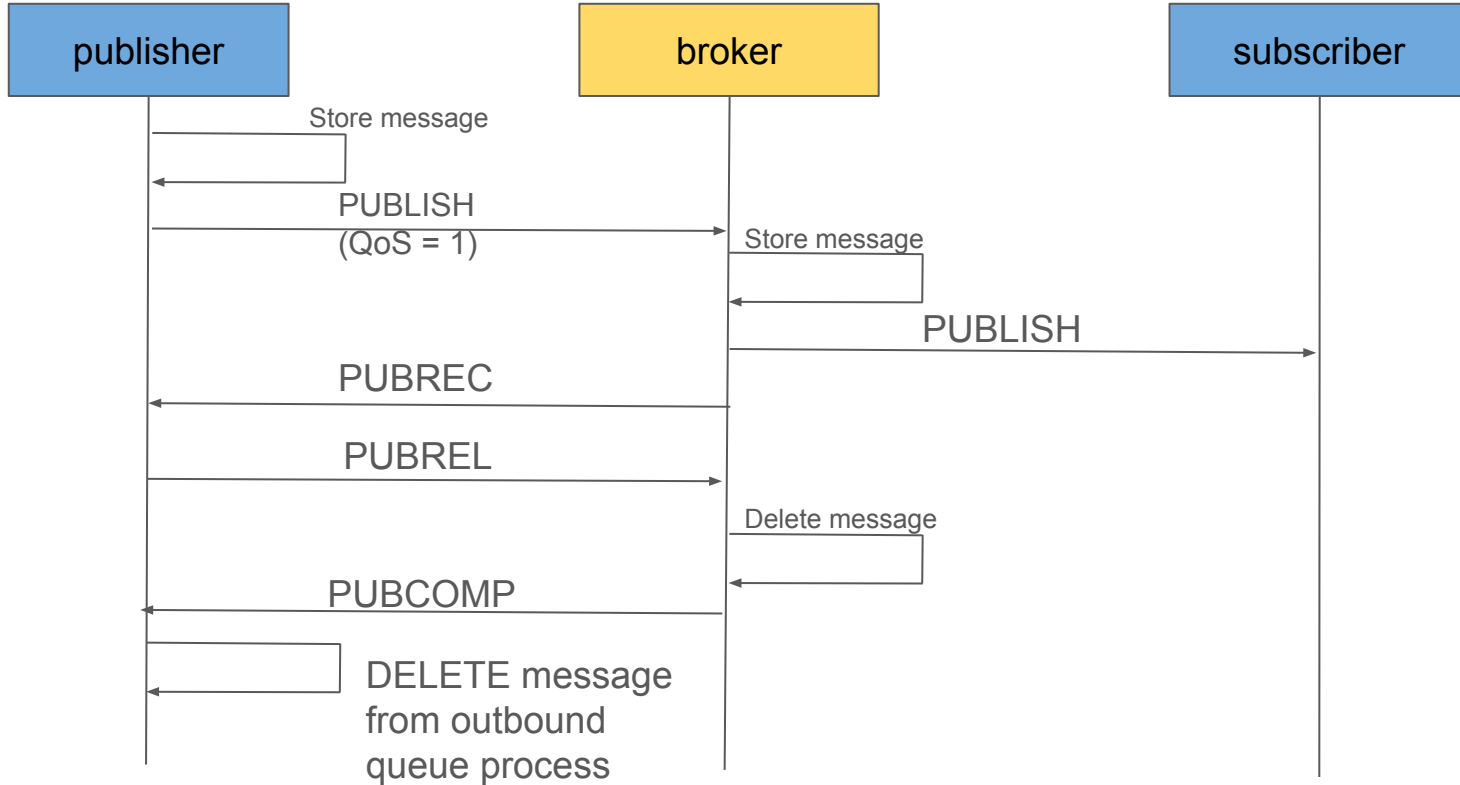 publisher
broker
subscriber
Store message
PUBLISH
(QoS = 1)
Store message
PUBLISH
PUBREC
PUBREL
Delete message
PUBCOMP
DELETE message
from outbound
queue process